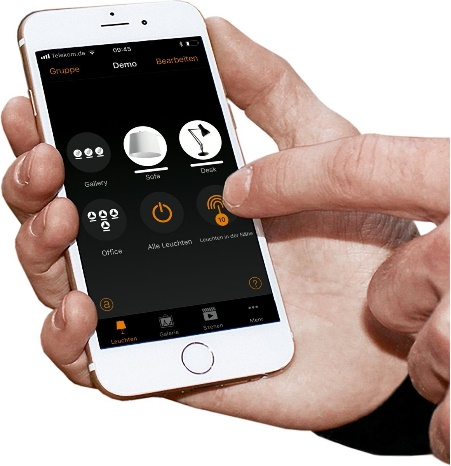 Telekom.de 09:45
Gruppe Demo Bearbeiten
Gallery Sofa Desk
Office Alle Leuchten Leuchten in der Nähe
10
a ?
Leuchten Galerie Szenen Mehr